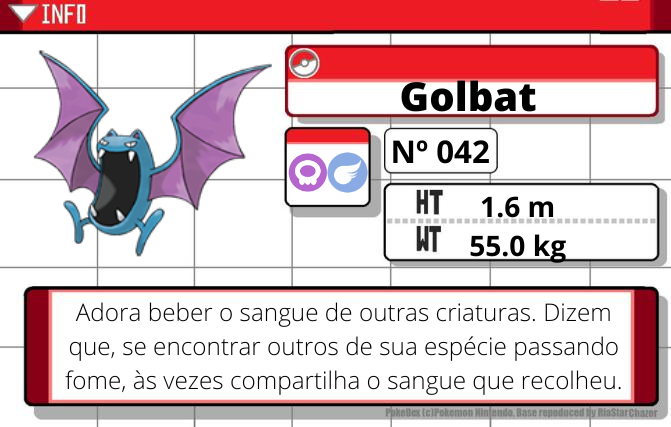 INFO
Golbat
Nº 042
HT 1.6 m
WT 55.0 kg
Adora beber o sangue de outras criaturas. Dizem
que, se encontrar outros de sua espécie passando
fome, às vezes compartilha o sangue que recolheu.
PokeDex (c)Pokemon Nintendo. Base repoduced by RiaStarChazer